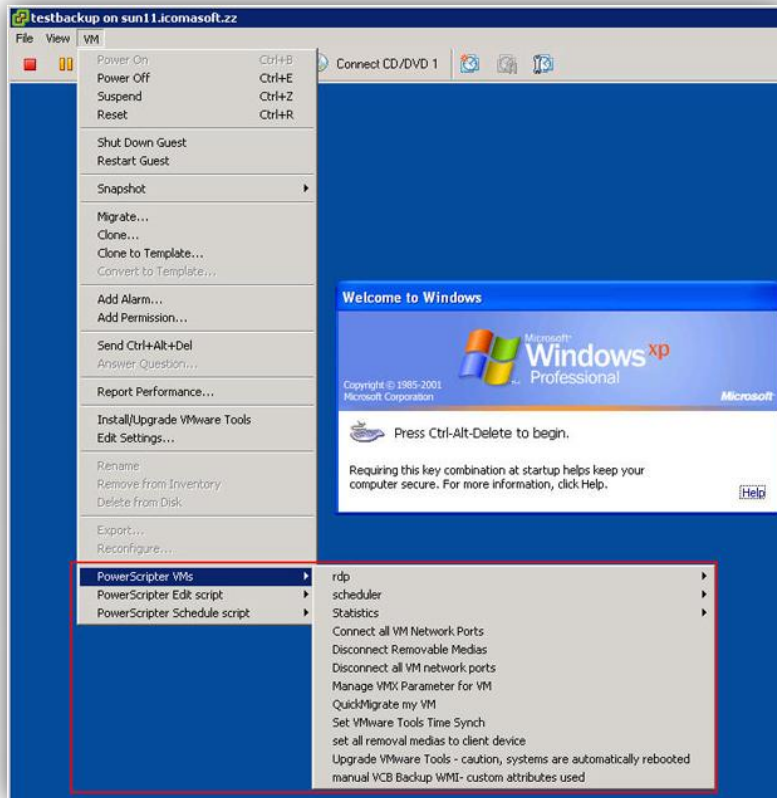 testbackup on sun11.icomasoft.zz
File View VM
Connect CD/DVD 1
Power On Ctrl+B
Power Off Ctrl+E
Suspend Ctrl+Z
Reset Ctrl+R
Shut Down Guest
Restart Guest
Snapshot
Migrate...
Clone...
Clone to Template...
Convert to Template...
Add Alarm...
Add Permission...
Send Ctrl+Alt+Del
Answer Question...
Report Performance...
Install/Upgrade VMware Tools
Edit Settings...
Rename
Remove from Inventory
Delete from Disk
Export...
Reconfigure...
PowerScripter VMs
PowerScripter Edit script
PowerScripter Schedule script
Welcome to Windows
Microsoft
Windows xp
Professional
Copyright © 1985-2001
Microsoft Corporation
Microsoft
Press Ctrl-Alt-Delete to begin.
Requiring this key combination at startup helps keep your
computer secure. For more information, click Help.
Help
rdp
scheduler
Statistics
Connect all VM Network Ports
Disconnect Removable Medias
Disconnect all VM network ports
Manage VMX Parameter for VM
QuickMigrate my VM
Set VMware Tools Time Synch
set all removal medias to client device
Upgrade VMware Tools - caution, systems are automatically rebooted
manual VCB Backup WMI- custom attributes used